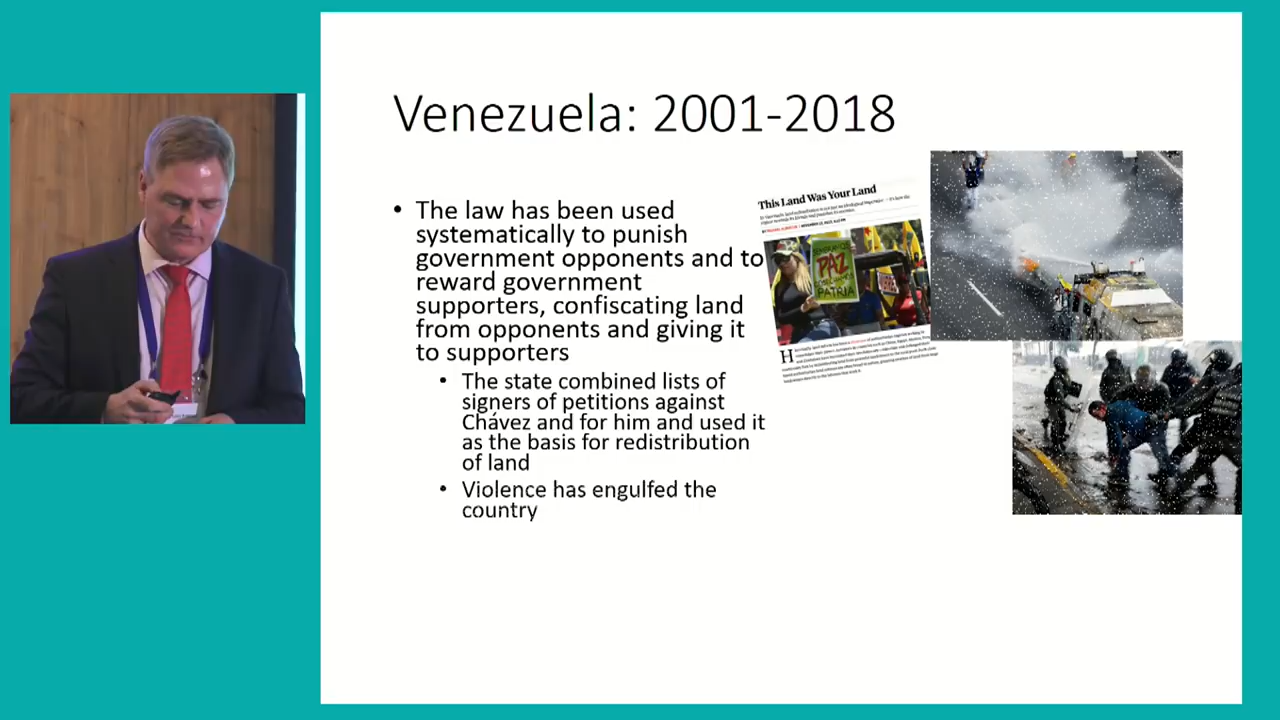 Venezuela: 2001-2018
• The law has been used
systematically to punish
government opponents and to
reward government
supporters, confiscating land
from opponents and giving it
to supporters
• The state combined lists of
signers of petitions against
Chávez and for him and used it
as the basis for redistribution
of land
• Violence has engulfed the
country
This Land Was Your Land
PAZ
PATRIA